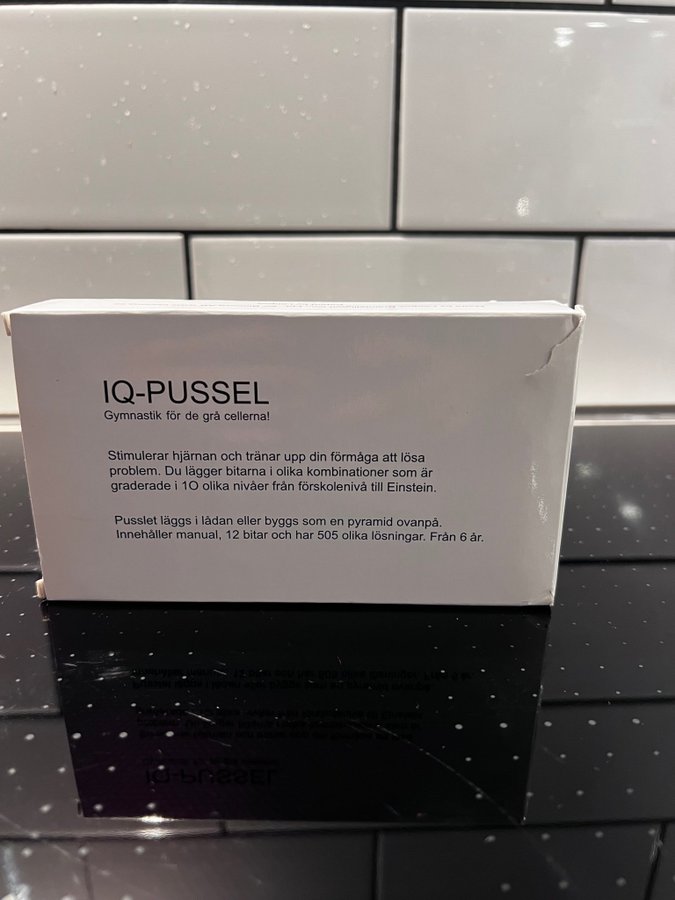 IQ-PUSSEL
Gymnastik för de grå cellerna!
Stimulerar hjärnan och tränar upp din förmåga att lösa
problem. Du lägger bitarna i olika kombinationer som är
graderade i 1O olika nivåer från förskolenivå till Einstein.
Pusslet läggs i lådan eller byggs som en pyramid ovanpå.
Innehåller manual, 12 bitar och har 505 olika lösningar. Från 6 år.